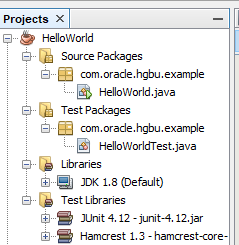 Projects
HelloWorld
Source Packages
com.oracle.hgbu.example
HelloWorld.java
Test Packages
com.oracle.hgbu.example
HelloWorldTest.java
Libraries
JDK 1.8 (Default)
Test Libraries
JUnit 4.12 - junit-4.12.jar
Hamcrest 1.3 - hamcrest-core-